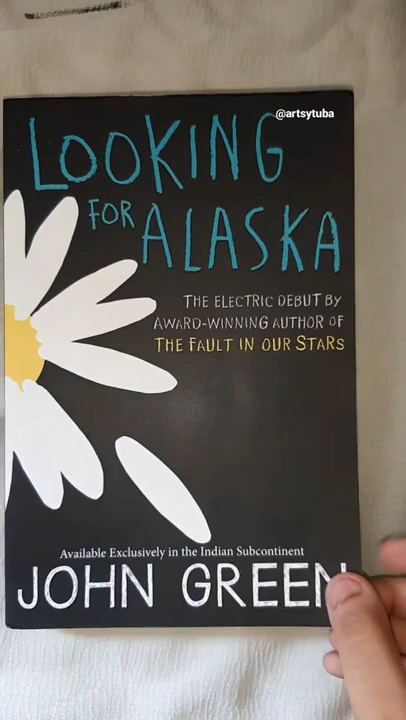 @artsytuba
LOOKING
FOR ALASKA
THE ELECTRIC DEBUT BY
AWARD-WINNING AUTHOR OF
THE FAULT IN OUR STARS
Available Exclusively in the Indian Subcontinent
JOHN GREEN